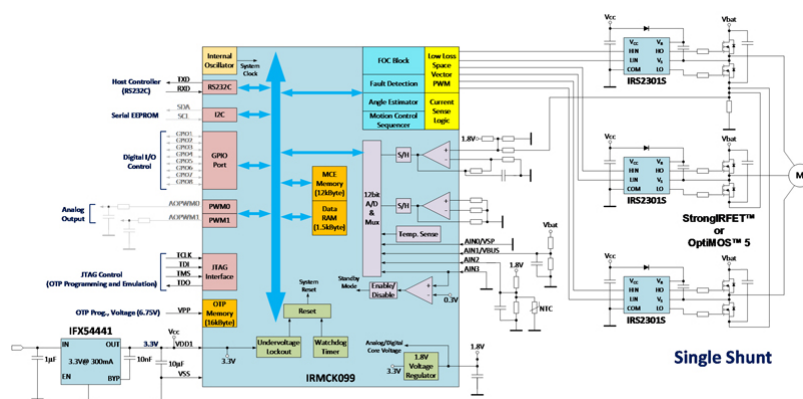 Internal
Oscillator
System
Clock
Host Controller
(RS232C)
TXD
RXD
RS232C
Serial EEPROM
SDA
SCL
I2C
Digital I/O
Control
GPIO1
GPIO2
GPIO3
GPIO4
GPIO5
GPIO6
GPIO7
GPIO8
GPIO
Port
Analog
Output
AOPWM0
AOPWM1
PWM0
PWM1
JTAG Control
(OTP Programming and Emulation)
TCLK
TDI
TMS
TDO
JTAG
Interface
OTP Prog., Voltage (6.75V)
VPP
OTP
Memory
(16kByte)
IFX54441
IN
OUT
3.3V@ 300mA
EN
BYP
1µF
10nF
10µF
3.3V
Vcc
VDD1
VSS
3.3V
Undervoltage
Lockout
Watchdog
Timer
Reset
System
Reset
MCE
Memory
(12kByte)
Data
RAM
(1.5kByte)
FOC Block
Fault Detection
Angle Estimator
Motion Control
Sequencer
Low Loss
Space
Vector
PWM
Current
Sense
Logic
12bit
A/D
&
Mux
S/H
S/H
Temp. Sense
1.8V
AIN0/VSP
AIN1/VBUS
AIN2
AIN3
Vbat
Standby
Mode
Enable/
Disable
0.3V
1.8V
NTC
Analog/Digital
Core Voltage
3.3V
1.8V
Voltage
Regulator
1.8V
IRMCK099
Vcc
Vbat
VCC
VB
HIN
HO
LIN
VS
COM
LO
IRS2301S
Vcc
Vbat
VCC
VB
HIN
HO
LIN
VS
COM
LO
IRS2301S
M
StrongIRFET™
or
OptiMOS™ 5
Vcc
Vbat
VCC
VB
HIN
HO
LIN
VS
COM
LO
IRS2301S
Single Shunt